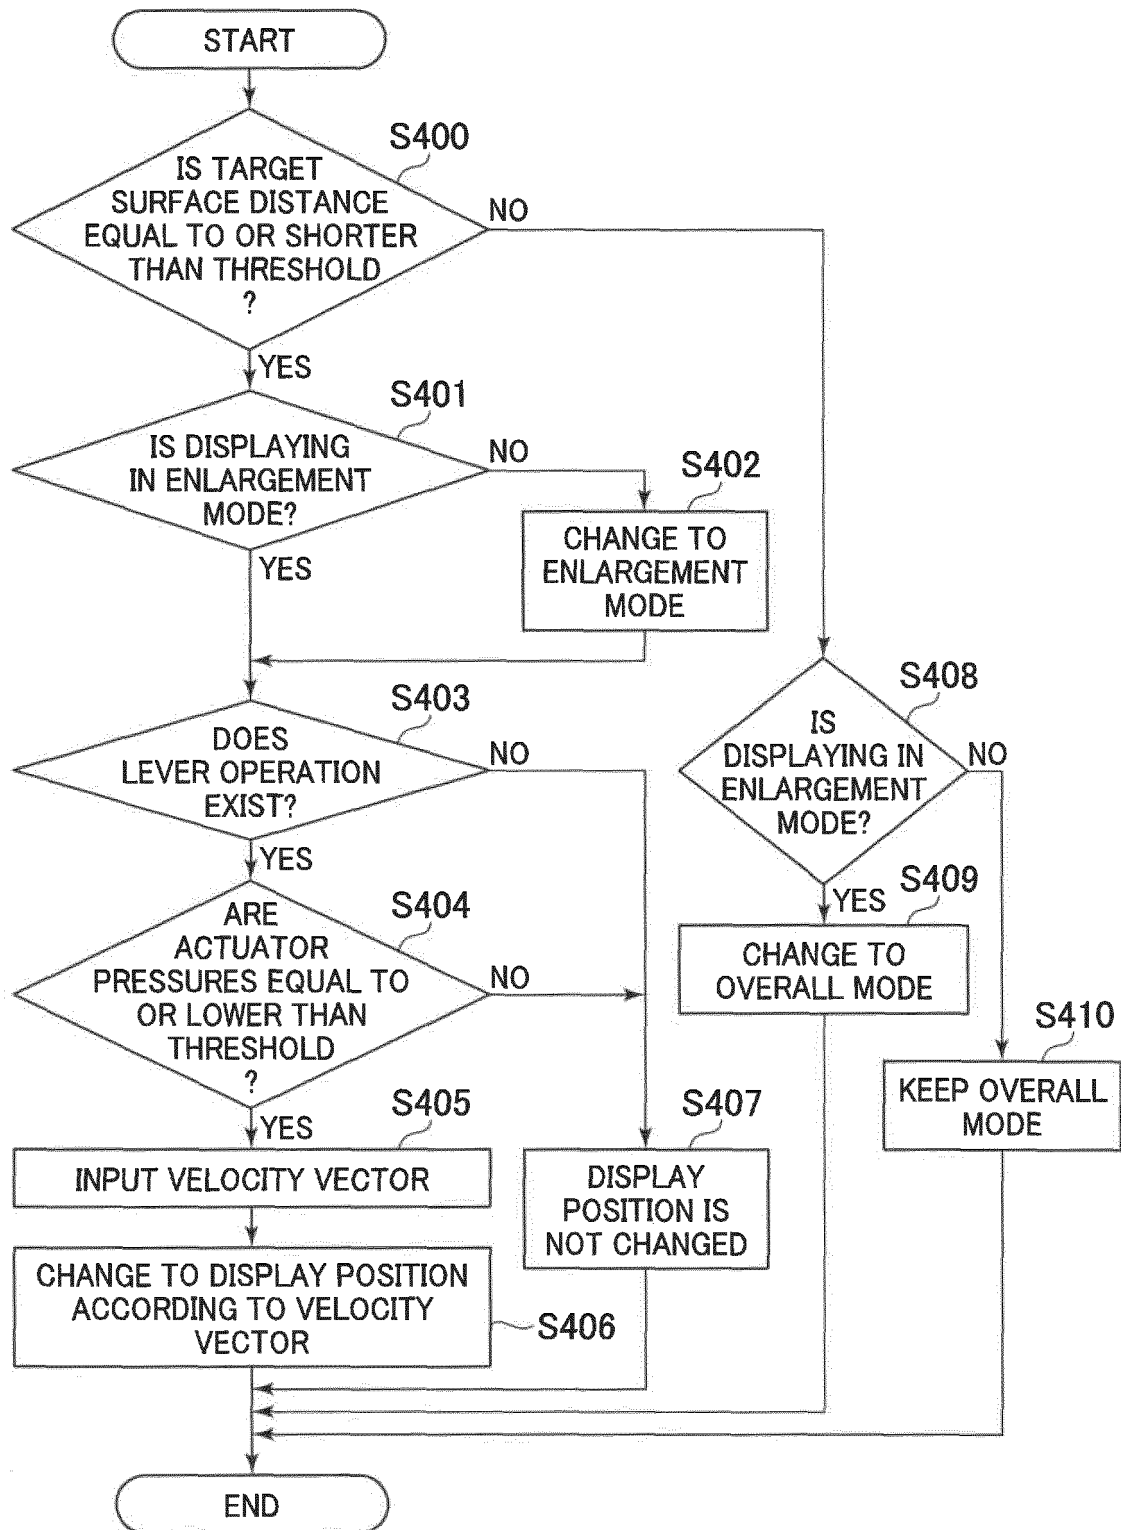 START
S400
IS TARGET
SURFACE DISTANCE
EQUAL TO OR SHORTER
THAN THRESHOLD
?
NO
YES
S401
IS DISPLAYING
IN ENLARGEMENT
MODE?
NO
YES
S402
CHANGE TO
ENLARGEMENT
MODE
S403
DOES
LEVER OPERATION
EXIST?
NO
YES
S404
ARE
ACTUATOR
PRESSURES EQUAL TO
OR LOWER THAN
THRESHOLD
?
NO
YES
S405
INPUT VELOCITY VECTOR
CHANGE TO DISPLAY POSITION
ACCORDING TO VELOCITY
VECTOR
S406
S407
DISPLAY
POSITION IS
NOT CHANGED
S408
IS
DISPLAYING IN
ENLARGEMENT
MODE?
NO
YES
S409
CHANGE TO
OVERALL MODE
S410
KEEP OVERALL
MODE
END